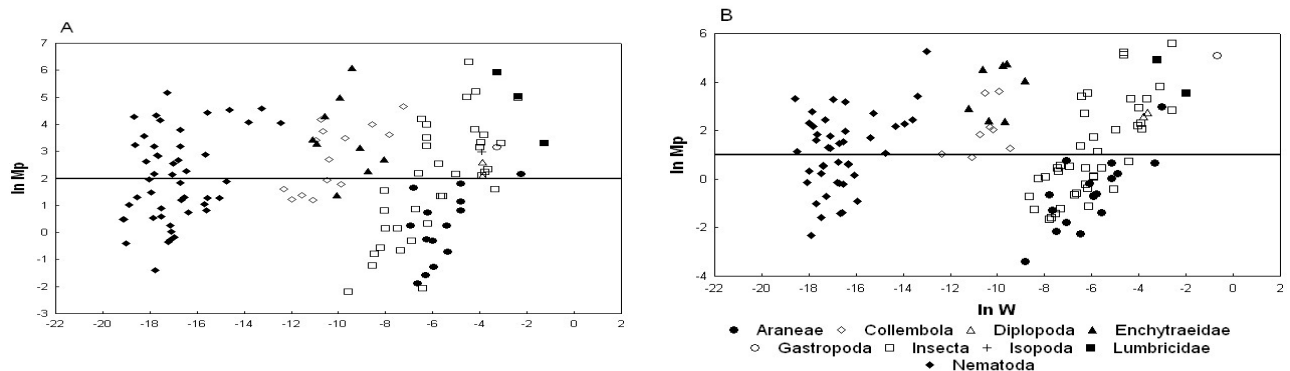 A
B
ln Mp
7
6
5
4
3
2
1
0
-1
-2
-3
-22 -20 -18 -16 -14 -12 -10 -8 -6 -4 -2 0 2
ln Mp
6
4
2
0
-2
-4
-22 -20 -18 -16 -14 -12 -10 -8 -6 -4 -2 0 2
ln W
Araneae Collembola Diplopoda Enchytraeidae
Gastropoda Insecta Isopoda Lumbricidae
Nematoda